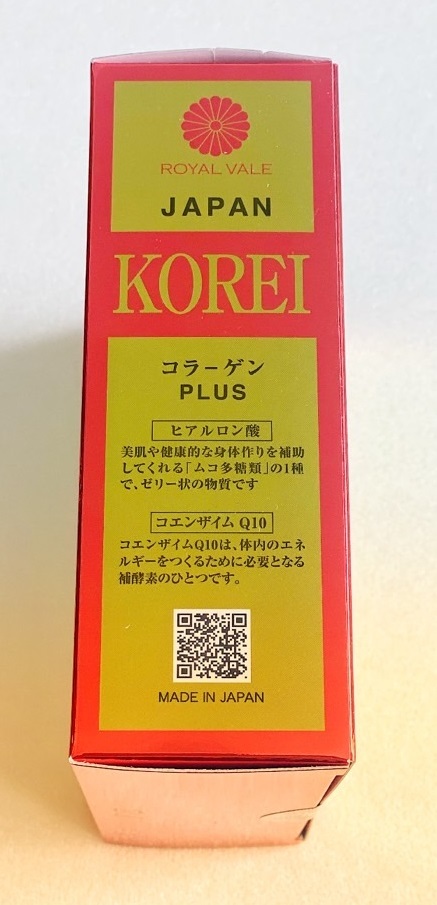 ROYAL VALE
JAPAN
KOREI
コラーゲン
PLUS
ヒアルロン酸
美肌や健康的な身体作りを補助
してくれる「ムコ多糖類」の1種
で、ゼリー状の物質です
コエンザイム Q10
コエンザイムQ10は、体内のエネ
ルギーをつくるために必要となる
補酵素のひとつです。
MADE IN JAPAN